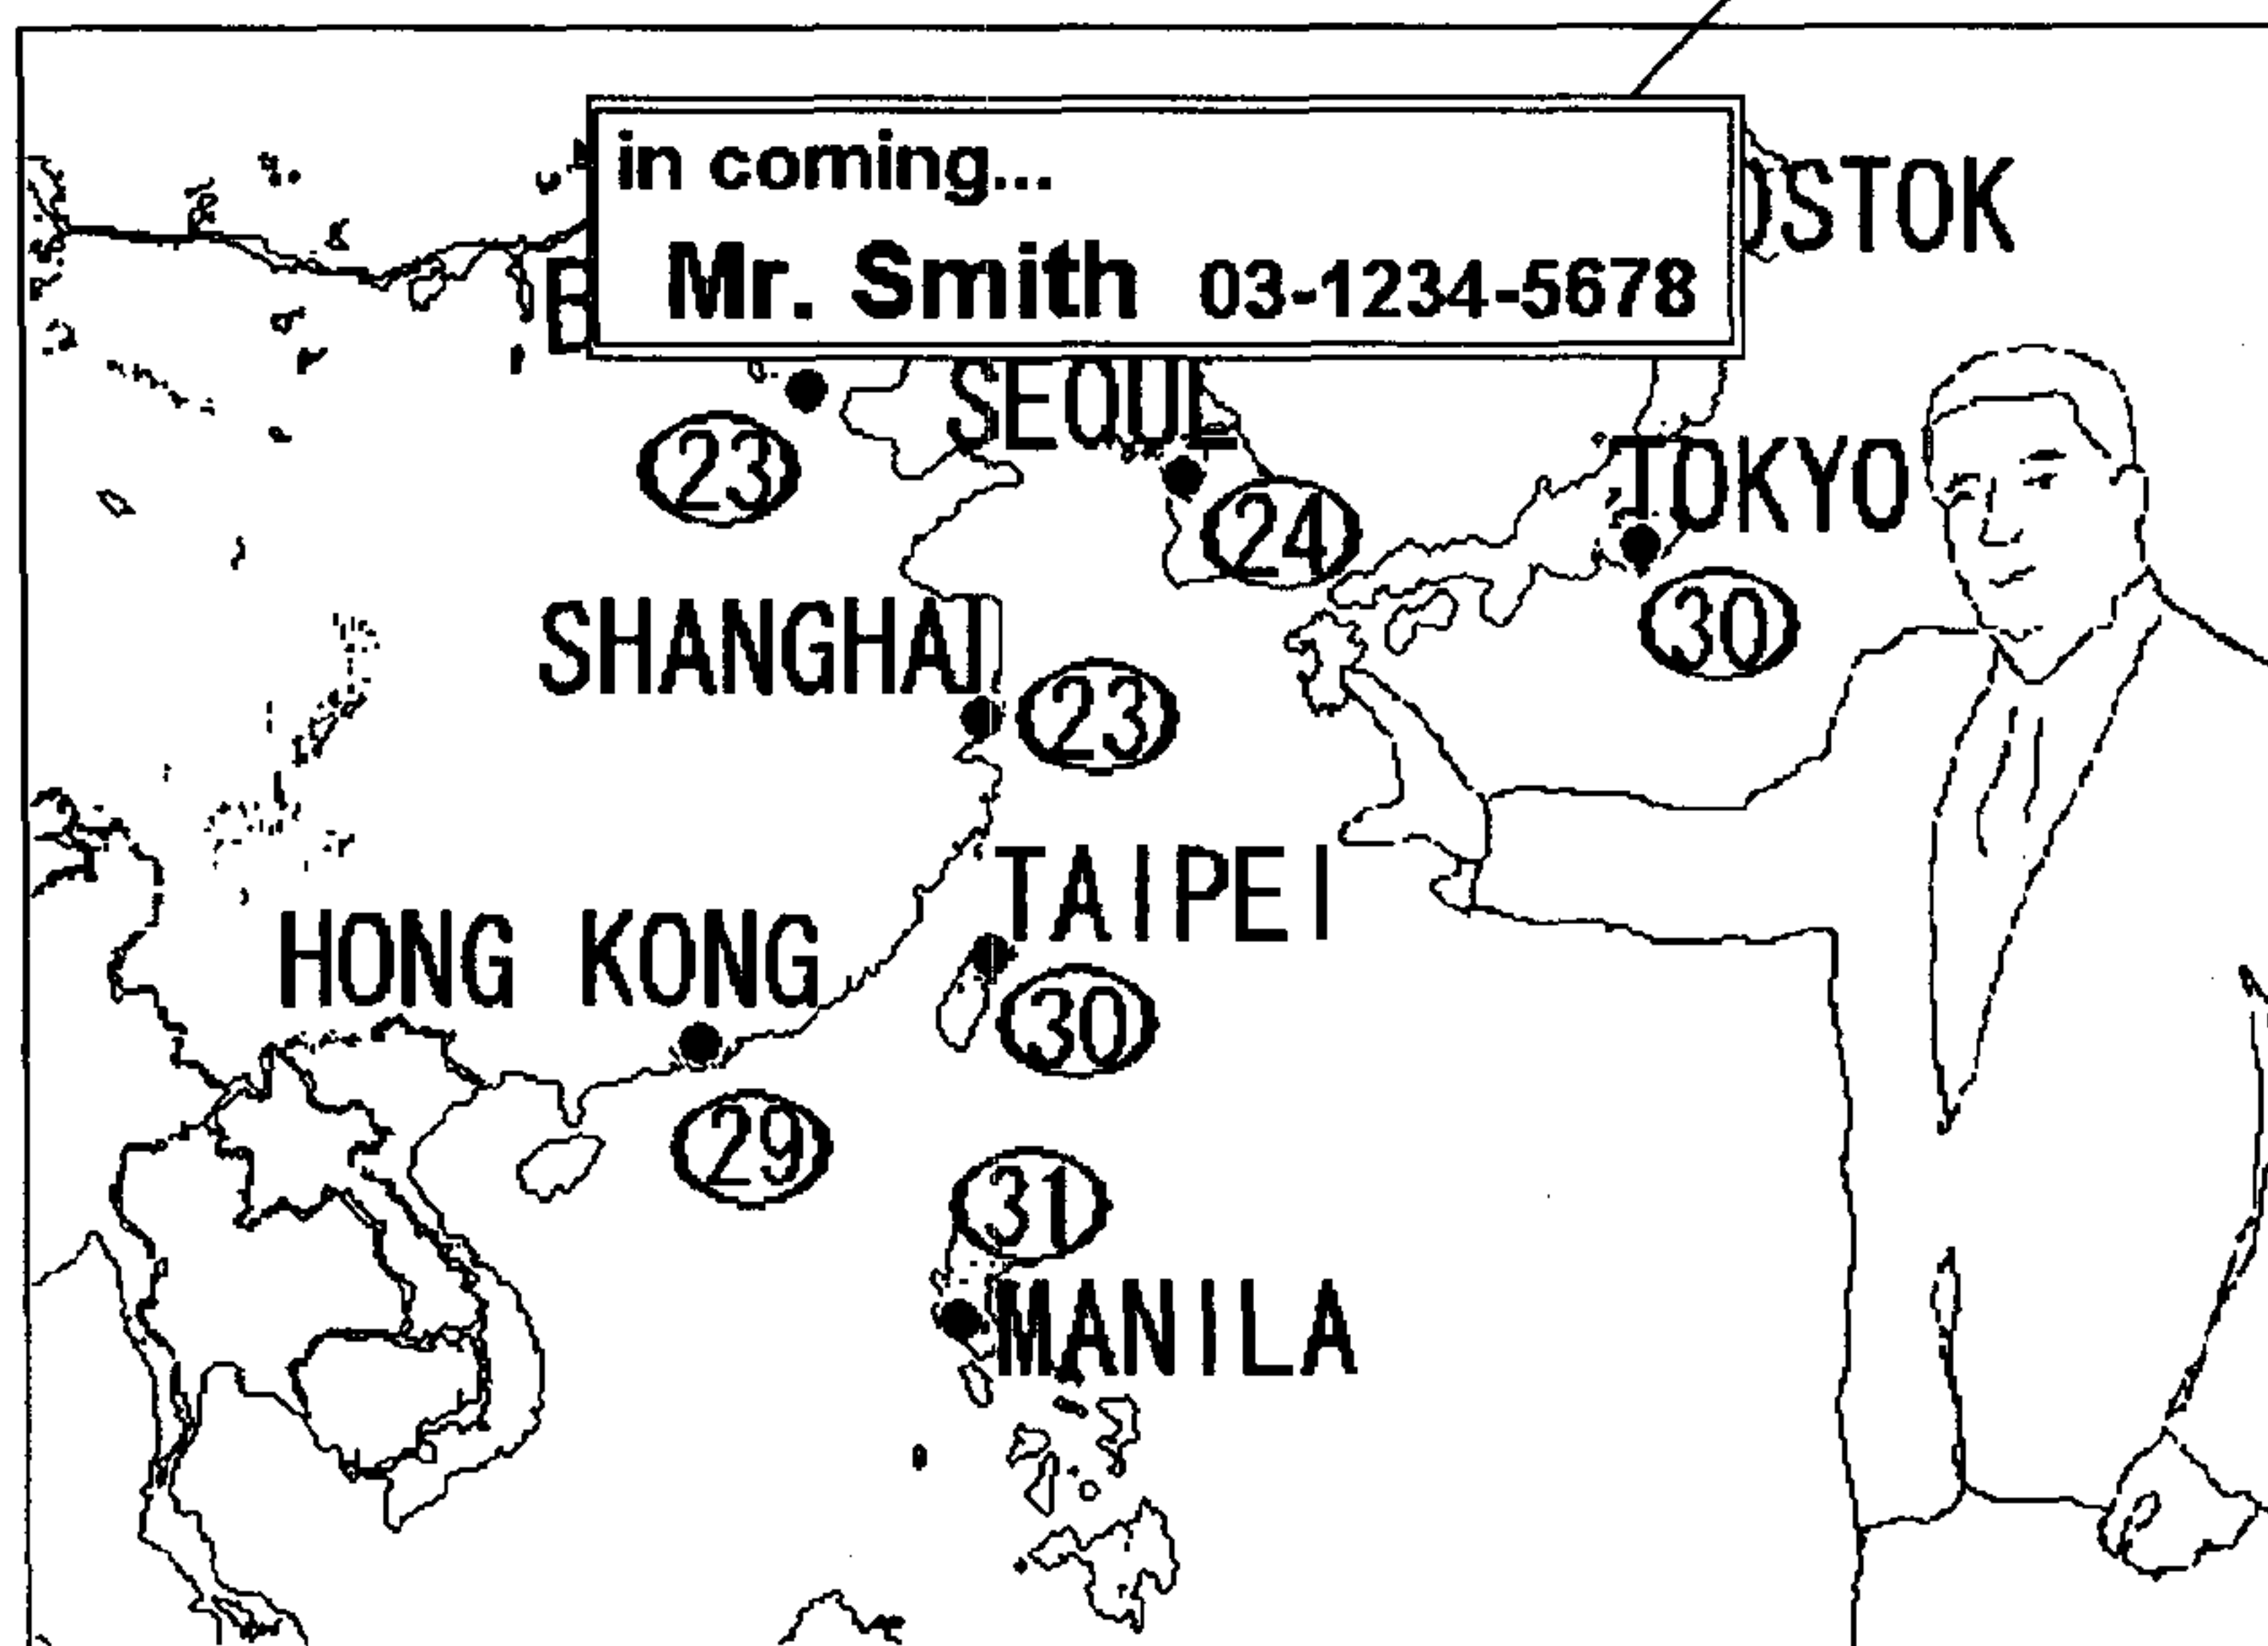 in coming...
OSTOK
Mr. Smith 03-1234-5678
SEOUL
23
TOKYO
24
30
SHANGHAI
23
TAIPEI
HONG KONG
30
29
31
MANILA